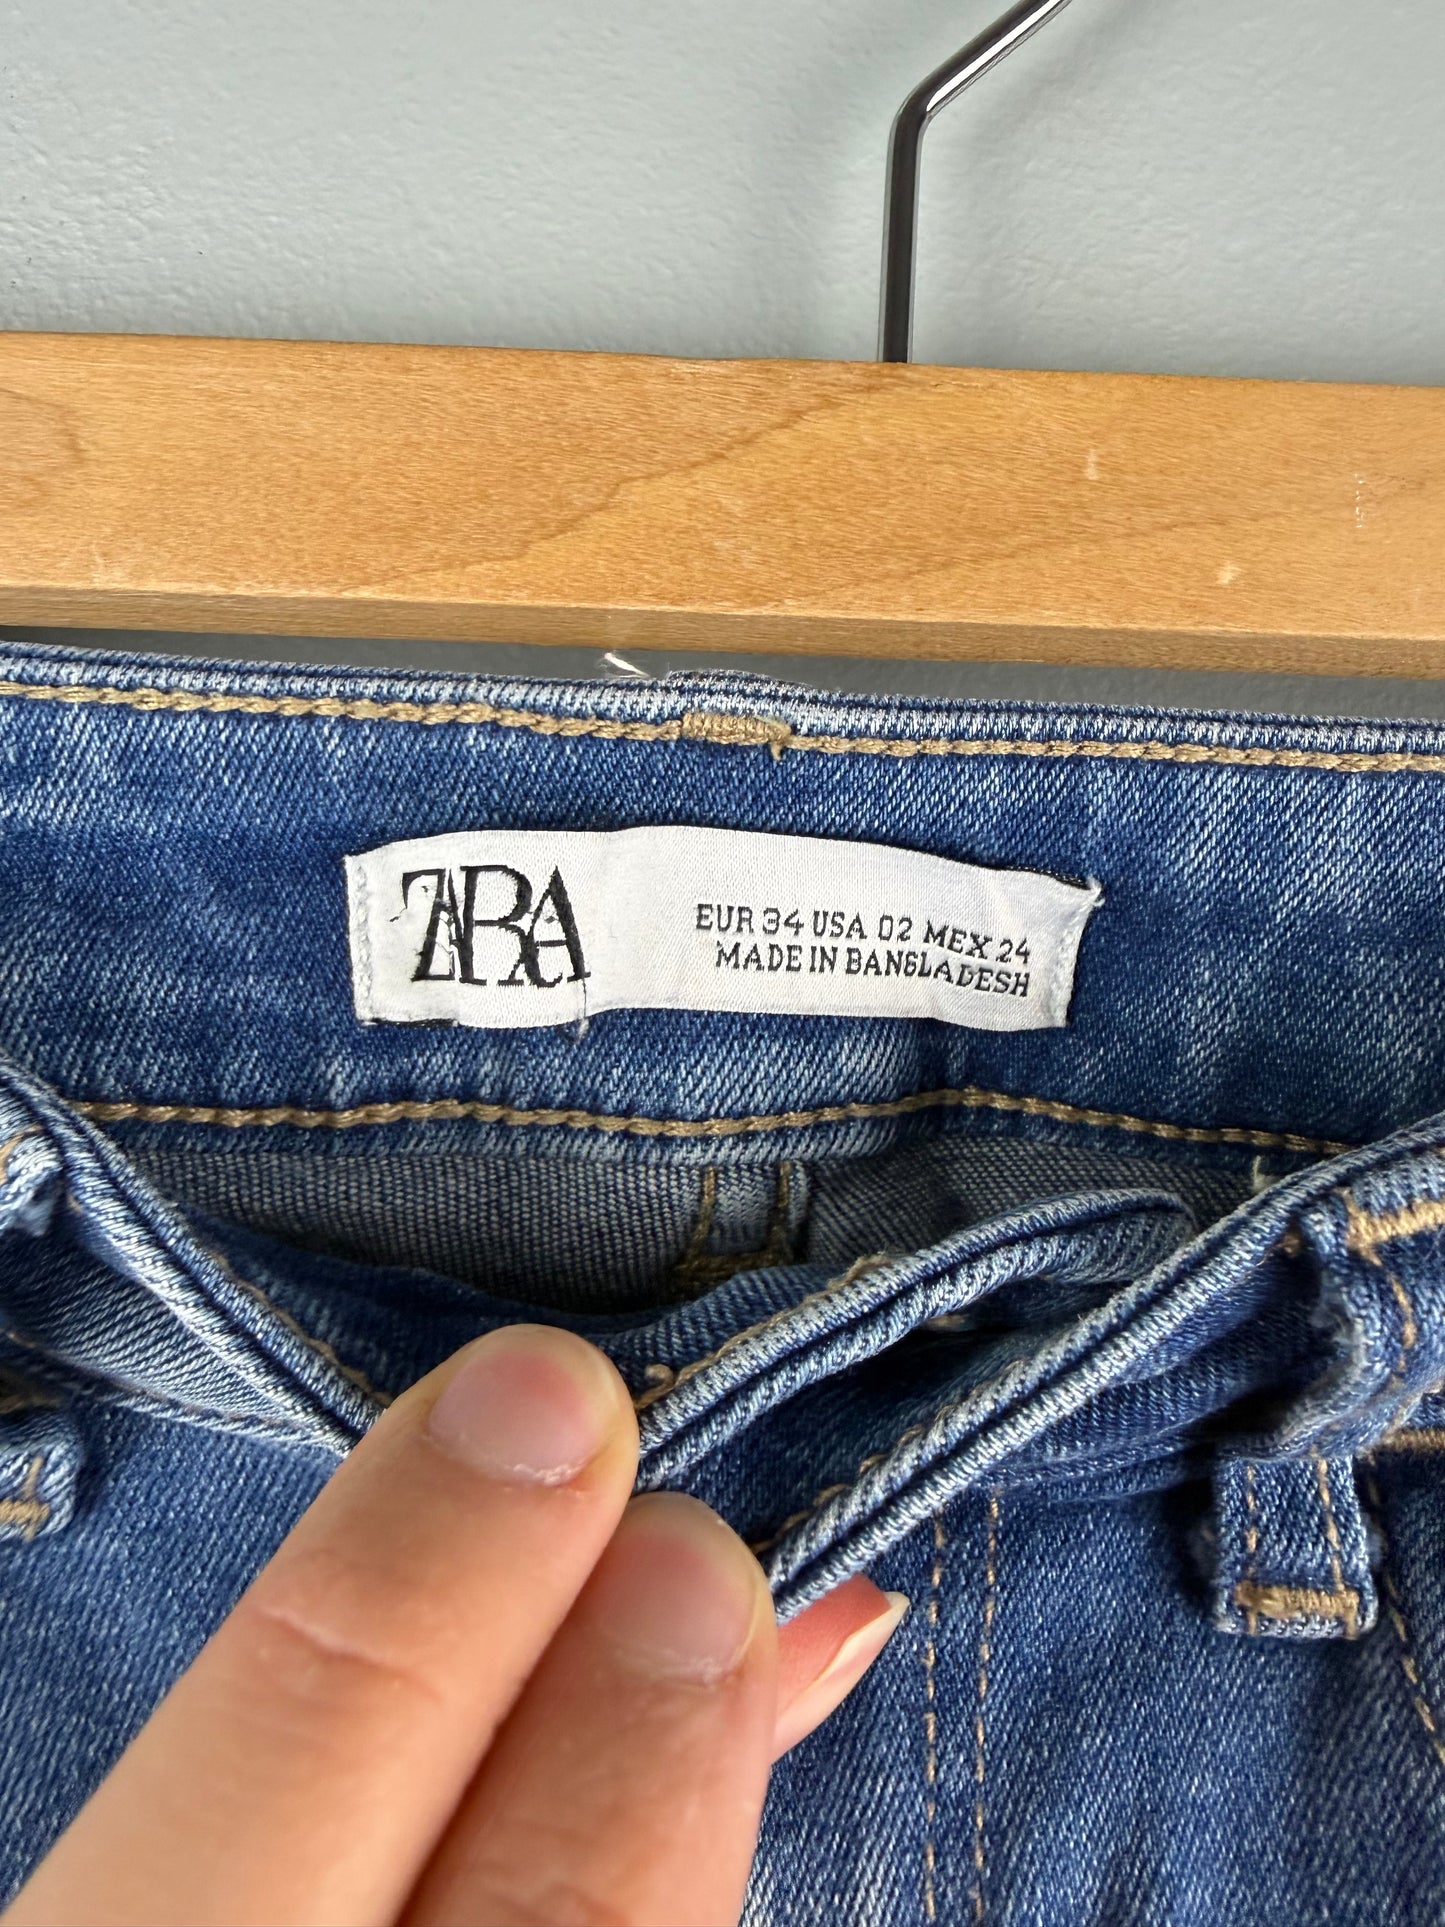 ZARA
EUR 34 USA 02 MEX 24
MADE IN BANGLADESH